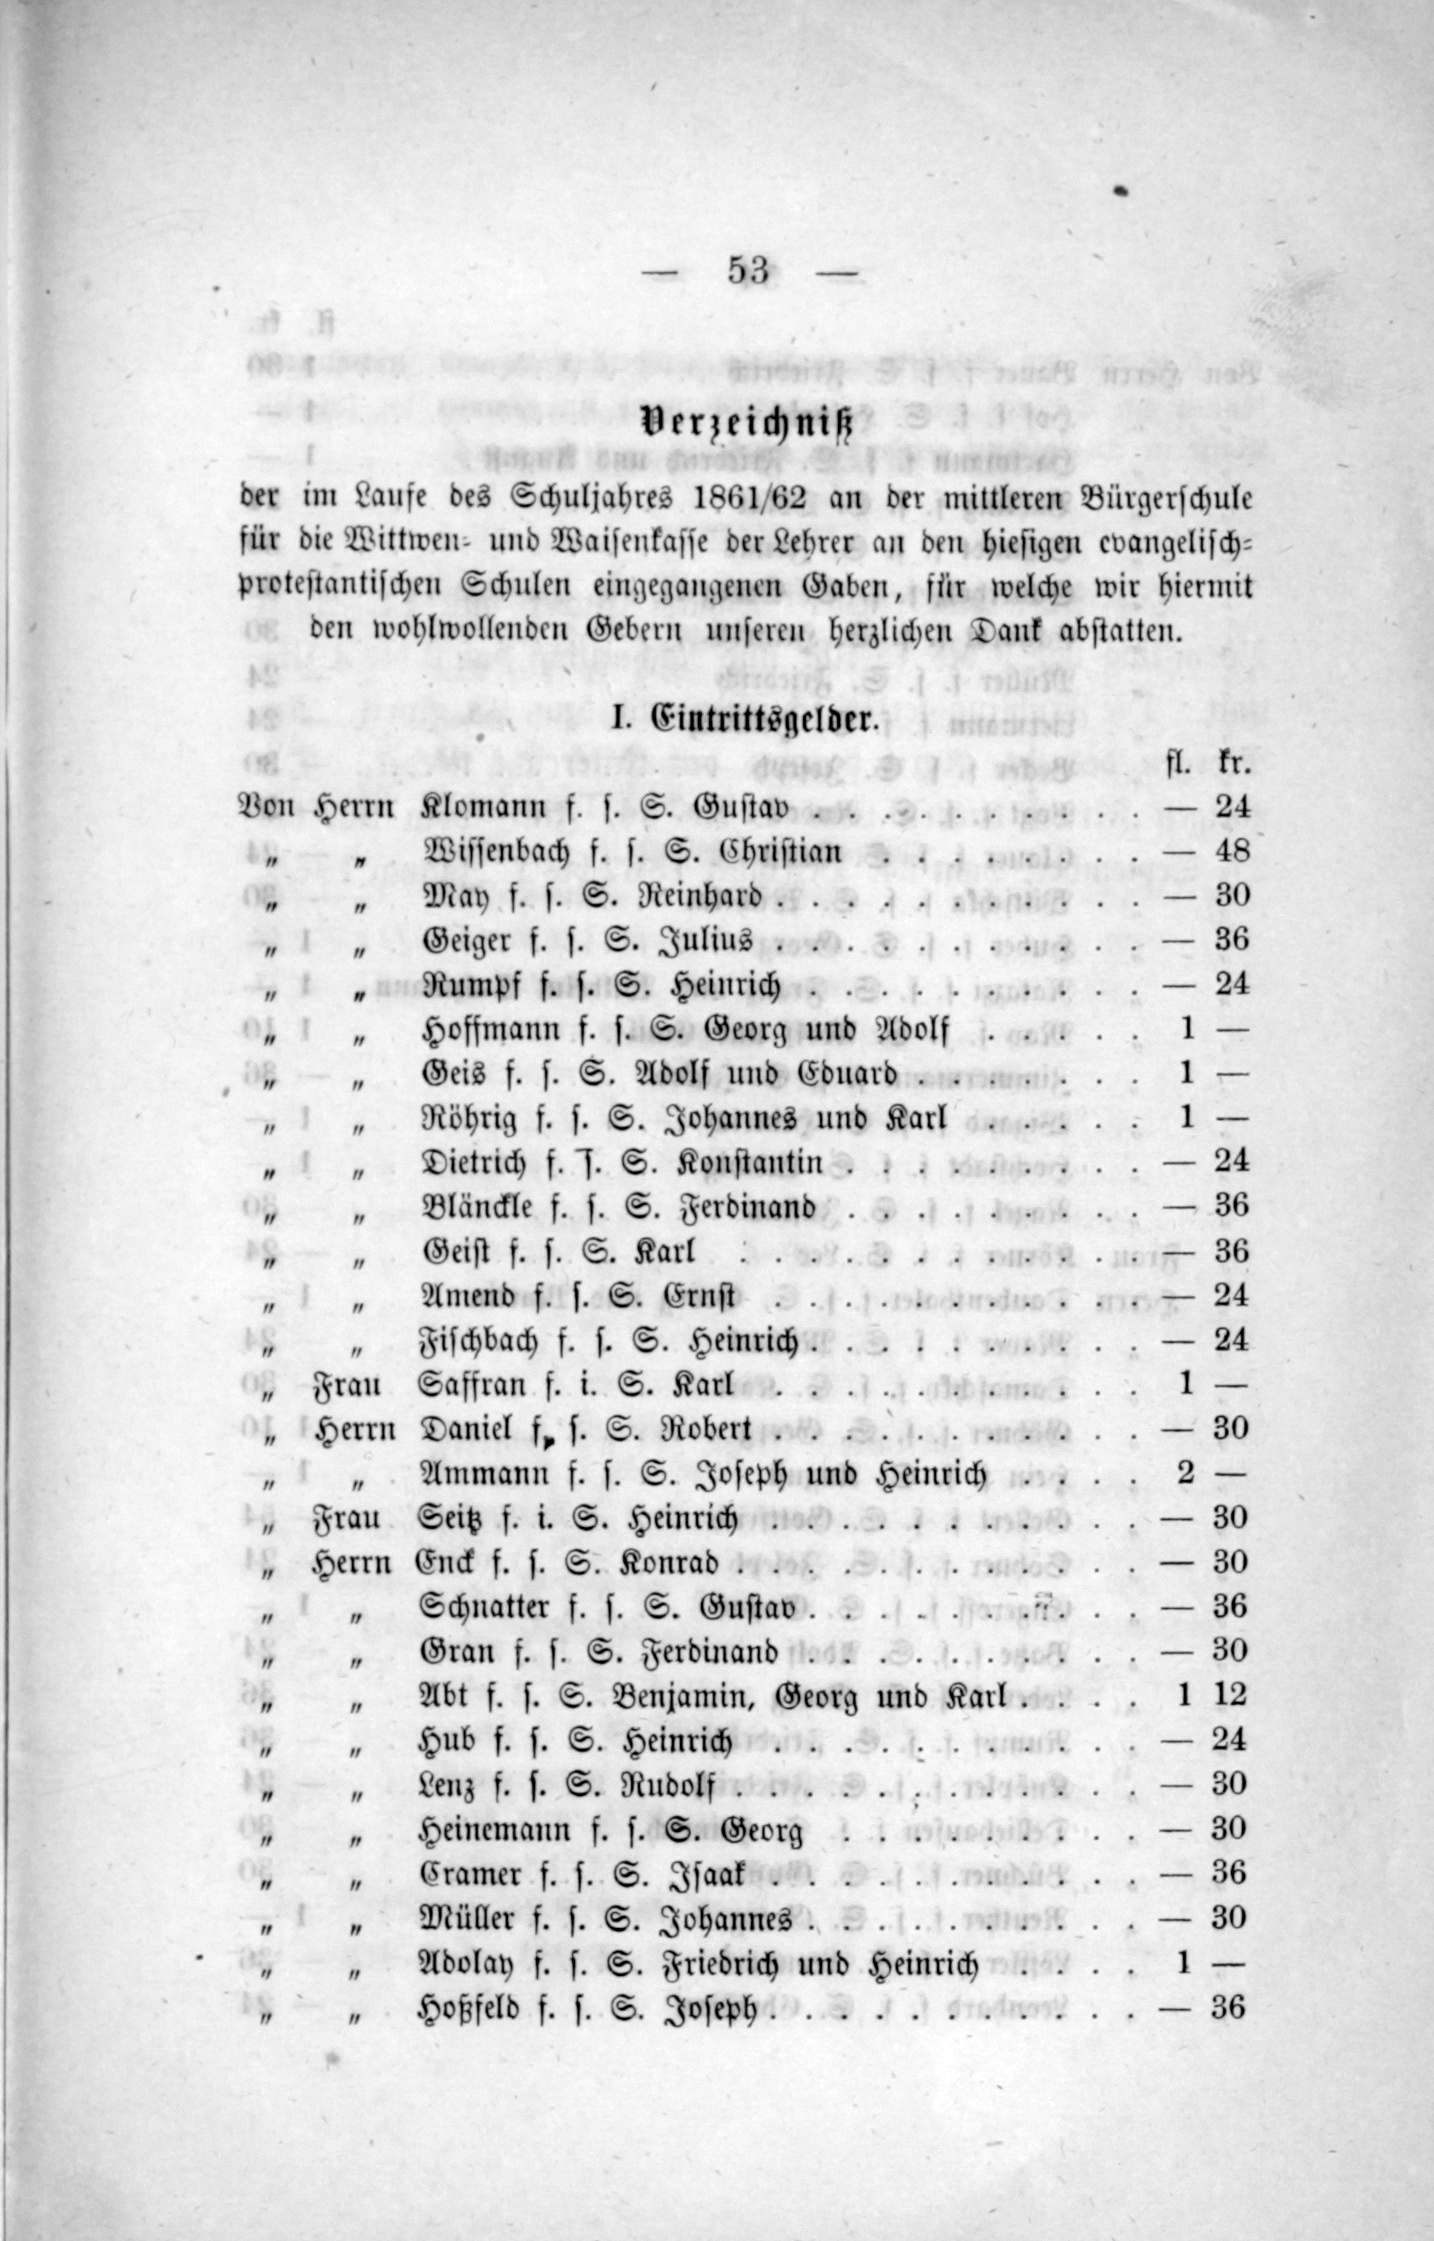 — 53 —
Verzeichniß
der im Laufe des Schuljahres 1861/62 an der mittleren Bürgerschule
für die Wittwen- und Waisenkasse der Lehrer an den hiesigen evangelisch-
protestantischen Schulen eingegangenen Gaben, für welche wir hiermit
den wohlwollenden Gebern unseren herzlichen Dank abstatten.
I. Eintrittsgelder.
fl. kr.
Von Herrn Klomann f. s. S. Gustav . . . . . . . . . . — 24
„ „ Wissenbach f. s. S. Christian . . . . . . . . — 48
„ „ May f. s. S. Reinhard . . . . . . . . . . . — 30
„ „ Geiger f. s. S. Julius . . . . . . . . . . . — 36
„ „ Rumpf f. s. S. Heinrich . . . . . . . . . . — 24
„ „ Hoffmann f. s. S. Georg und Adolf . . . . . 1 —
„ „ Geis f. s. S. Adolf und Eduard . . . . . . . 1 —
„ „ Röhrig f. s. S. Johannes und Karl . . . . . 1 —
„ „ Dietrich f. s. S. Konstantin . . . . . . . . . — 24
„ „ Blänckle f. s. S. Ferdinand . . . . . . . . . — 36
„ „ Geist f. s. S. Karl . . . . . . . . . . . . — 36
„ „ Amend f. s. S. Ernst . . . . . . . . . . . — 24
„ „ Fischbach f. s. S. Heinrich . . . . . . . . . . — 24
„ Frau Saffran f. i. S. Karl . . . . . . . . . . . 1 —
„ Herrn Daniel f. s. S. Robert . . . . . . . . . . . — 30
„ „ Ammann f. s. S. Joseph und Heinrich . . . . 2 —
„ Frau Seitz f. i. S. Heinrich . . . . . . . . . . . — 30
„ Herrn Enck f. s. S. Konrad . . . . . . . . . . . . — 30
„ „ Schnatter f. s. S. Gustav . . . . . . . . . . — 36
„ „ Gran f. s. S. Ferdinand . . . . . . . . . . — 30
„ „ Abt f. s. S. Benjamin, Georg und Karl . . . . 1 12
„ „ Hub f. s. S. Heinrich . . . . . . . . . . . — 24
„ „ Lenz f. s. S. Rudolf . . . . . . . . . . . . — 30
„ „ Heinemann f. s. S. Georg . . . . . . . . . — 30
„ „ Cramer f. s. S. Isaak . . . . . . . . . . . — 36
„ „ Müller f. s. S. Johannes . . . . . . . . . . — 30
„ „ Adolay f. s. S. Friedrich und Heinrich . . . . 1 —
„ „ Hoßfeld f. s. S. Joseph . . . . . . . . . . . — 36